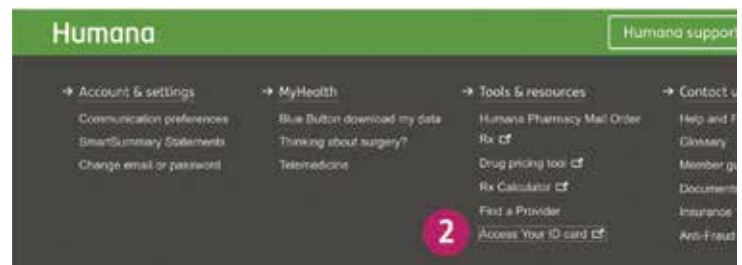 Humana
Humana support
→ Account & settings
Communication preferences
SmartSummary Statements
Change email or password
→ MyHealth
Blue Button download my data
Thinking about surgery?
Telemedicine
→ Tools & resources
Humana Pharmacy Mail Order
Rx
Drug pricing tool
Rx Calculator
Find a Provider
2 Access Your ID card
→ Contact u
Help and F
Glossary
Member gu
Documents
Insurance
Anti-Fraud